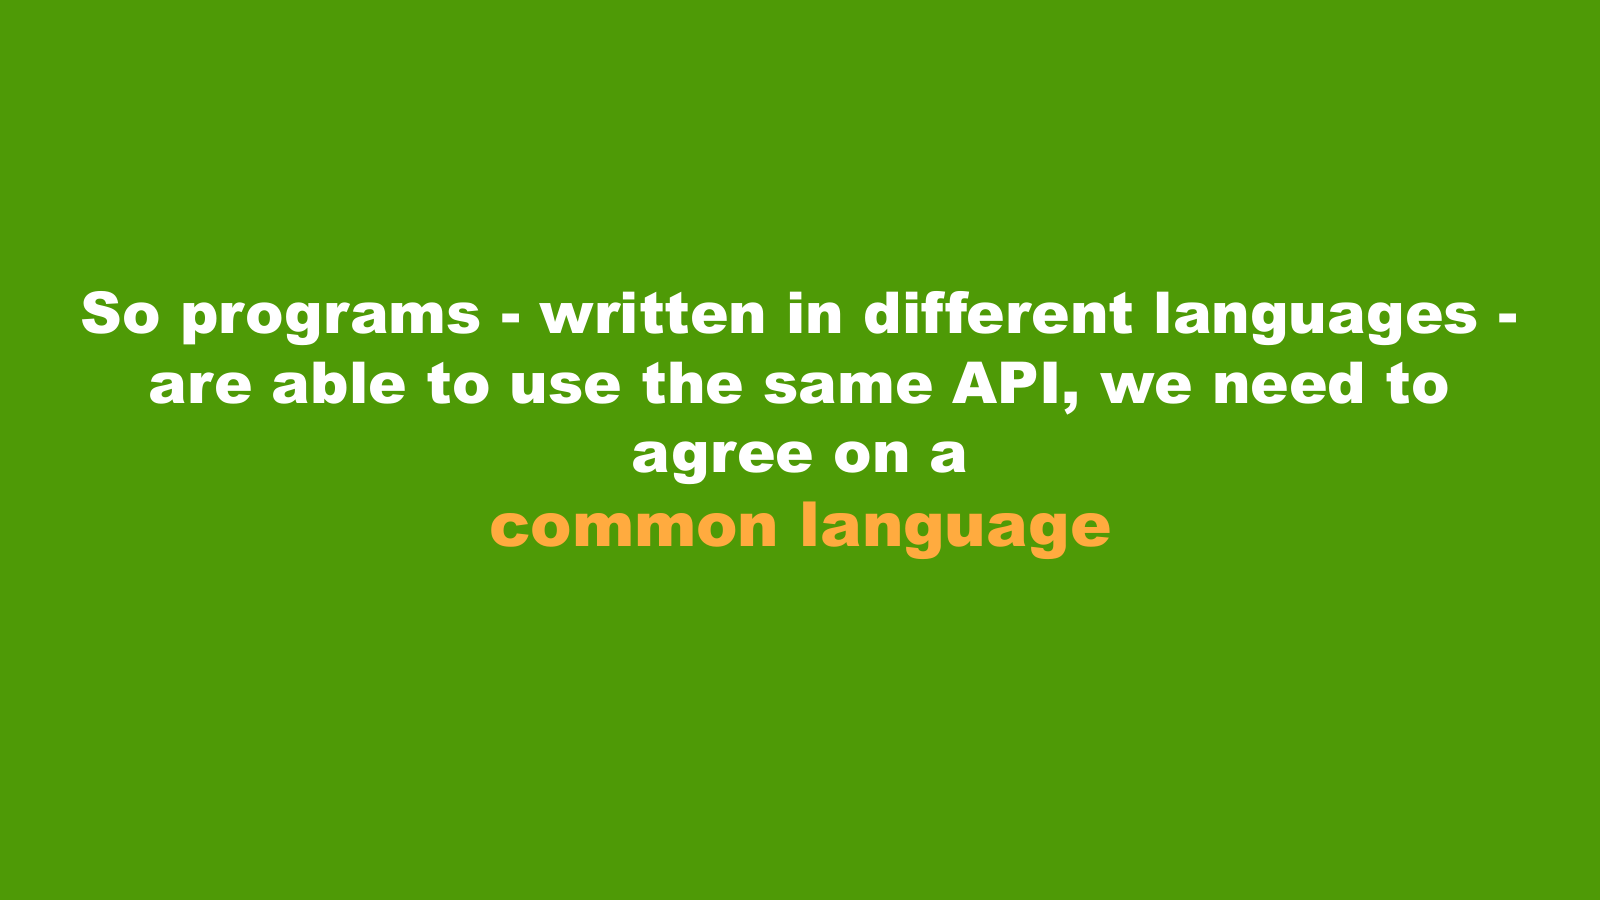 So programs - written in different languages -
are able to use the same API, we need to
agree on a
common language